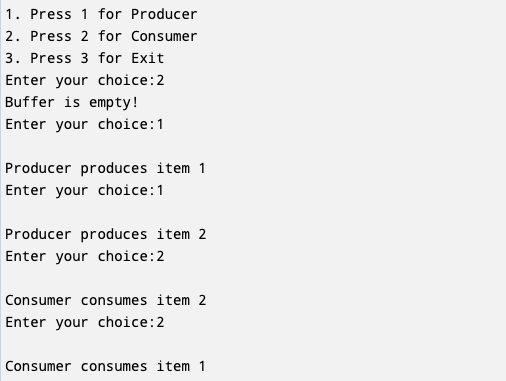 1. Press 1 for Producer
2. Press 2 for Consumer
3. Press 3 for Exit
Enter your choice:2
Buffer is empty!
Enter your choice:1
Producer produces item 1
Enter your choice:1
Producer produces item 2
Enter your choice:2
Consumer consumes item 2
Enter your choice:2
Consumer consumes item 1